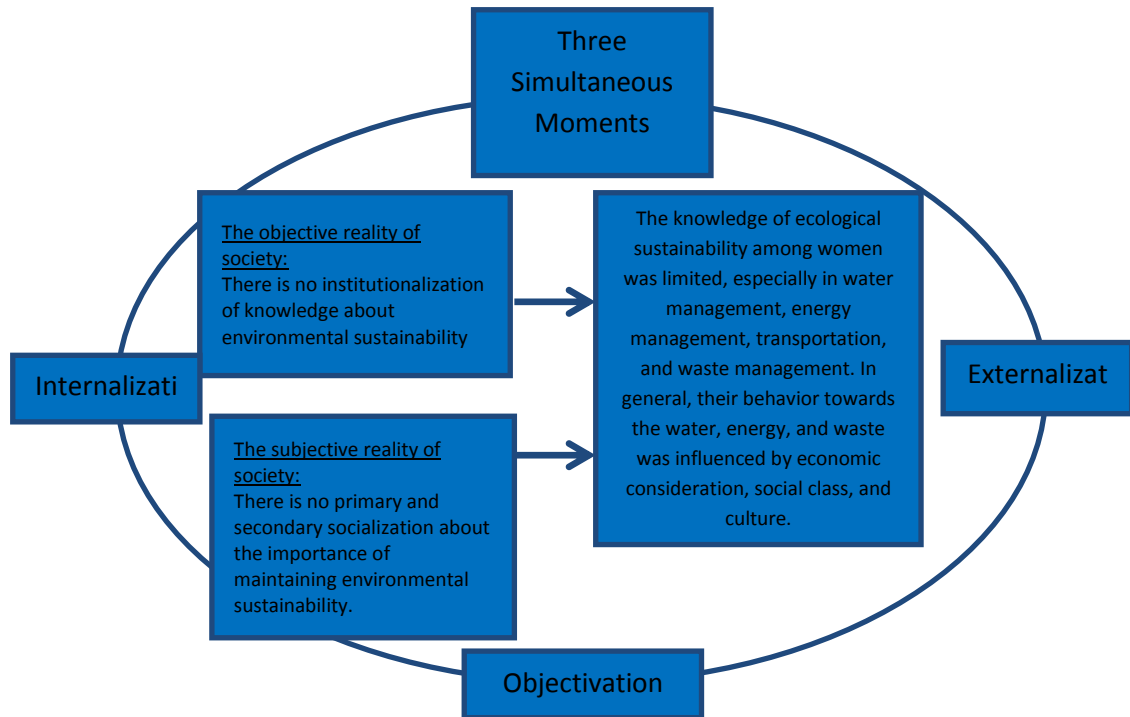 Three
Simultaneous
Moments
The objective reality of
society:
There is no institutionalization
of knowledge about
environmental sustainability
The knowledge of ecological
sustainability among women
was limited, especially in water
management, energy
management, transportation,
and waste management. In
general, their behavior towards
the water, energy, and waste
was influenced by economic
consideration, social class, and
culture.
Internalizati
Externalizat
The subjective reality of
society:
There is no primary and
secondary socialization about
the importance of
maintaining environmental
sustainability.
Objectivation